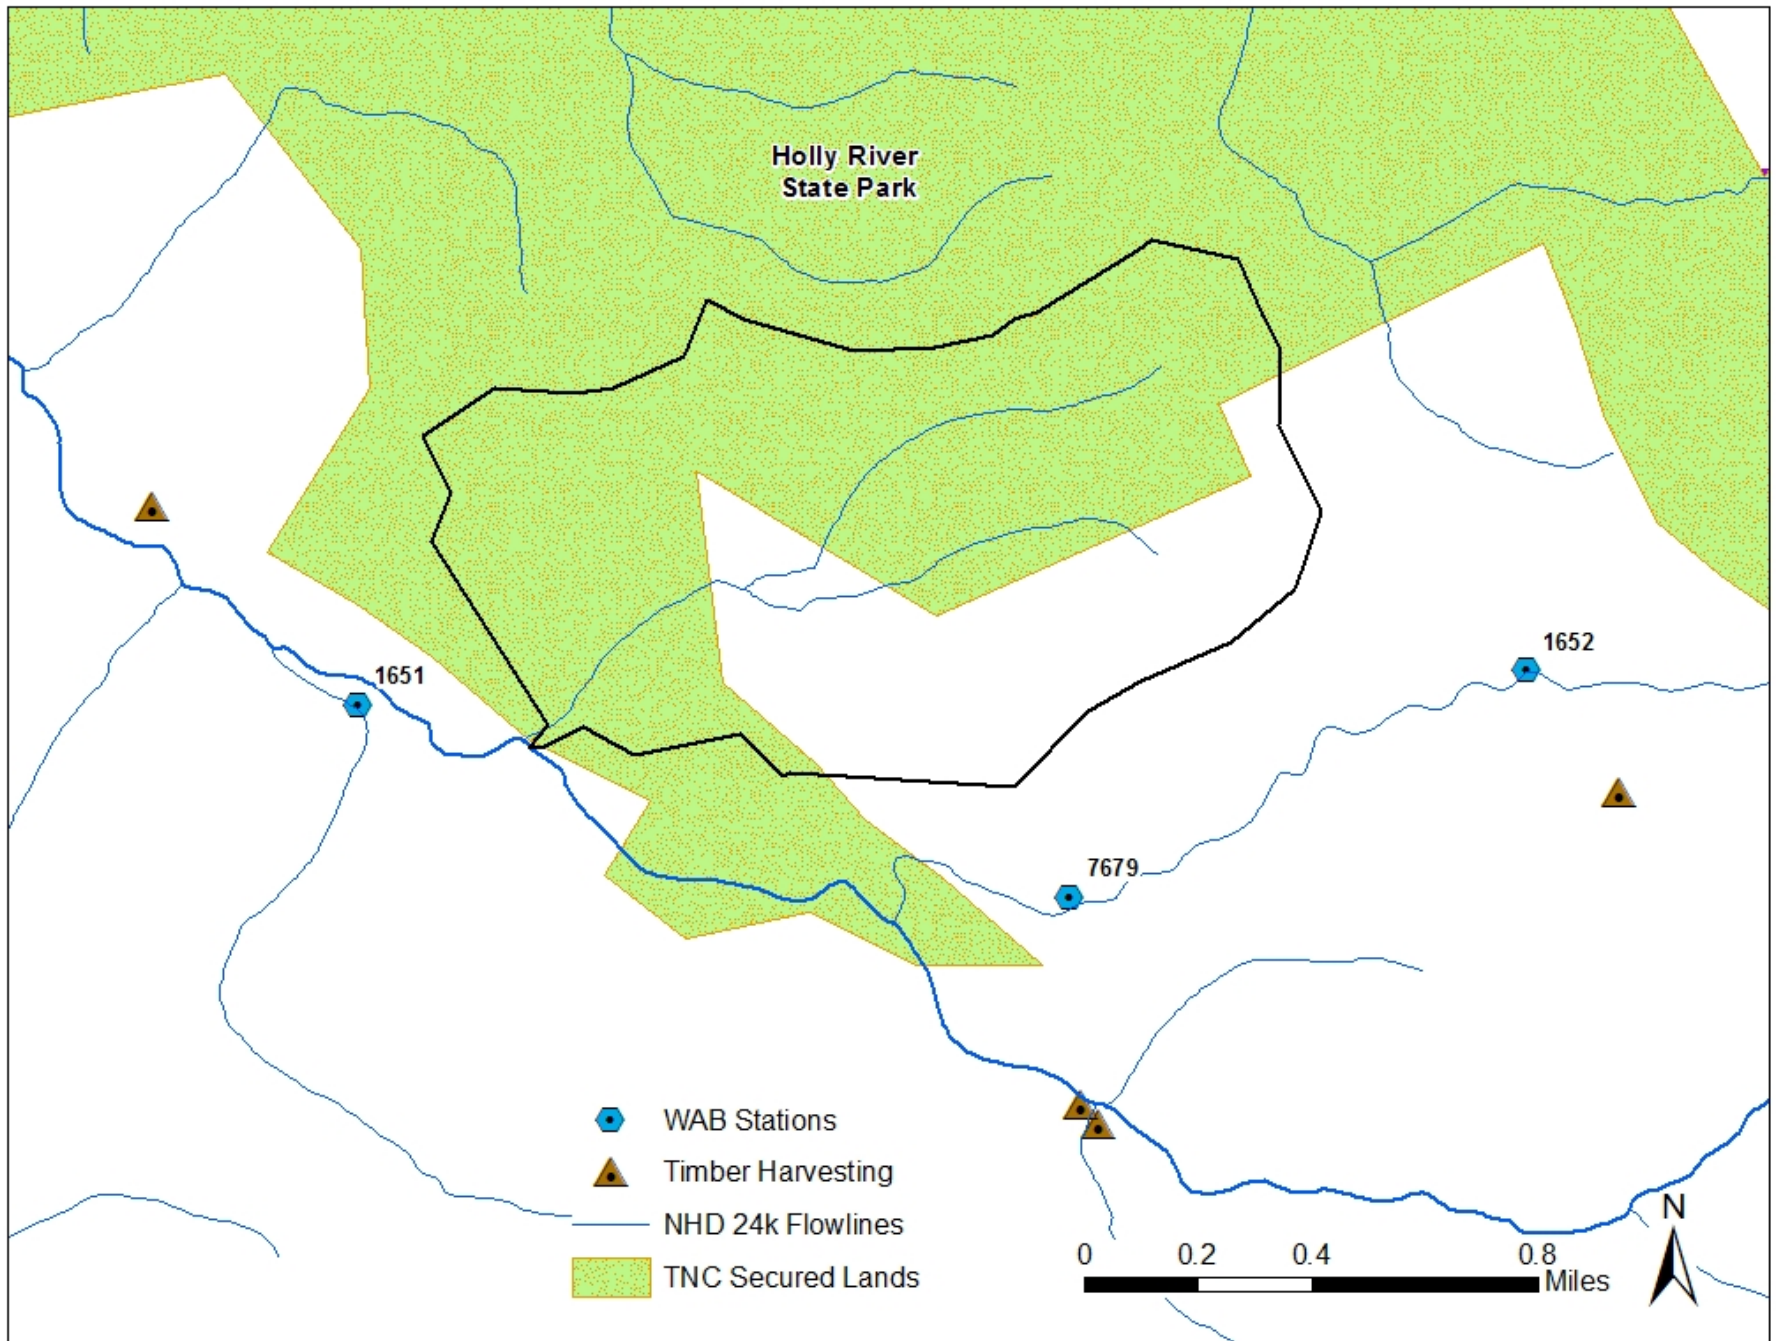 Holly River
State Park
1652
1651
7679
WAB Stations
Timber Harvesting
NHD 24k Flowlines
TNC Secured Lands
N
0 0.2 0.4 0.8
Miles